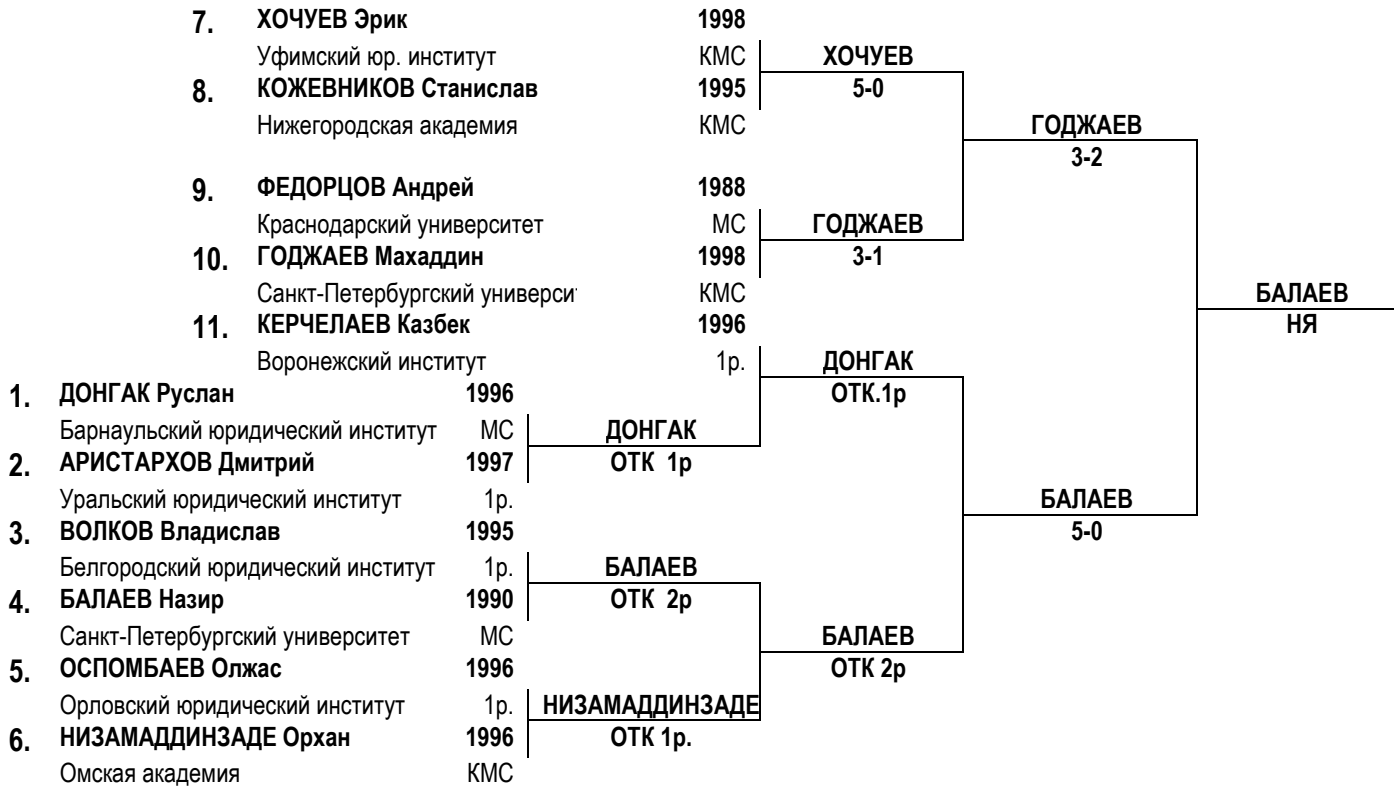 7. ХОЧУЕВ Эрик 1998
Уфимский юр. институт КМС ХОЧУЕВ
8. КОЖЕВНИКОВ Станислав 1995 5-0
Нижегородская академия КМС ГОДЖАЕВ
3-2
9. ФЕДОРЦОВ Андрей 1988
Краснодарский университет МС ГОДЖАЕВ
10. ГОДЖАЕВ Махаддин 1998 3-1
Санкт-Петербургский универси КМС БАЛАЕВ
11. КЕРЧЕЛАЕВ Казбек 1996 НЯ
Воронежский институт 1р. ДОНГАК
1. ДОНГАК Руслан 1996 ОТК.1р
Барнаульский юридический институт МС ДОНГАК
2. АРИСТАРХОВ Дмитрий 1997 ОТК 1р
Уральский юридический институт 1р. БАЛАЕВ
3. ВОЛКОВ Владислав 1995 5-0
Белгородский юридический институт 1р. БАЛАЕВ
4. БАЛАЕВ Назир 1990 ОТК 2р
Санкт-Петербургский университет МС БАЛАЕВ
5. ОСПОМБАЕВ Олжас 1996 ОТК 2р
Орловский юридический институт 1р. НИЗАМАДДИНЗАДЕ
6. НИЗАМАДДИНЗАДЕ Орхан 1996 ОТК 1р.
Омская академия КМС